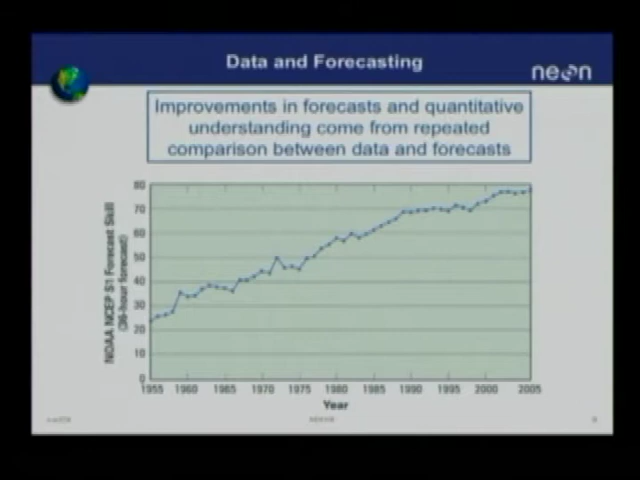 Data and Forecasting
neon
Improvements in forecasts and quantitative
understanding come from repeated
comparison between data and forecasts
NOAA NCEP S1 Forecast Skill
(36-hour forecast)
80
70
60
50
40
30
20
10
0
1955 1960 1965 1970 1975 1980 1985 1990 1995 2000 2005
Year